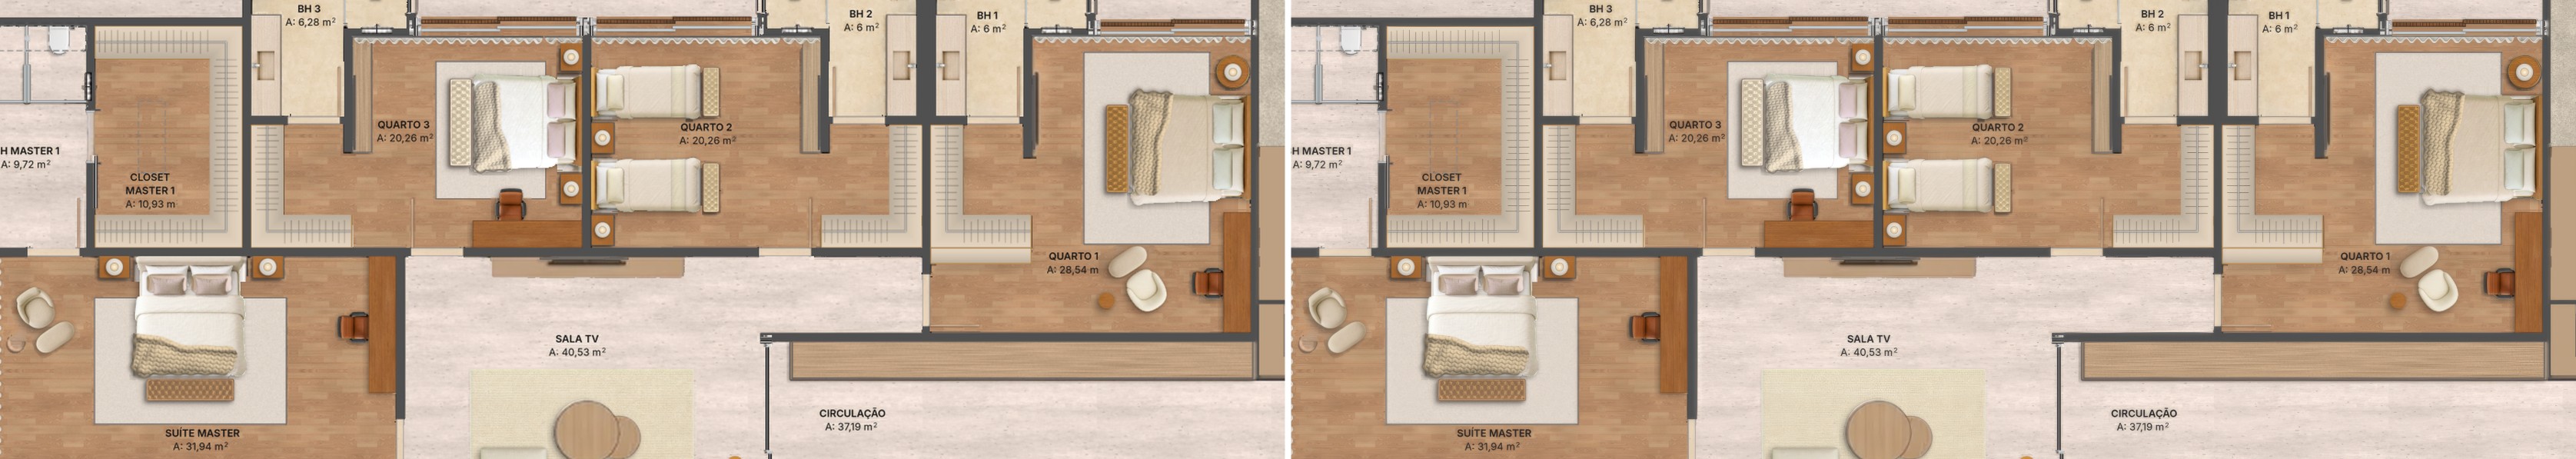 BH 3
A: 6,28 m²
BH 2
A: 6 m²
BH 1
A: 6 m²
QUARTO 3
A: 20,26 m²
QUARTO 2
A: 20,26 m²
H MASTER 1
A: 9,72 m²
CLOSET
MASTER 1
A: 10,93 m
QUARTO 1
A: 28,54 m
SALA TV
A: 40,53 m²
CIRCULAÇÃO
A: 37,19 m²
SUÍTE MASTER
A: 31,94 m²
BH 3
A: 6,28 m²
BH 2
A: 6 m²
BH 1
A: 6 m²
QUARTO 3
A: 20,26 m²
QUARTO 2
A: 20,26 m²
H MASTER 1
A: 9,72 m²
CLOSET
MASTER 1
A: 10,93 m
QUARTO 1
A: 28,54 m
SALA TV
A: 40,53 m²
CIRCULAÇÃO
A: 37,19 m²
SUÍTE MASTER
A: 31,94 m²